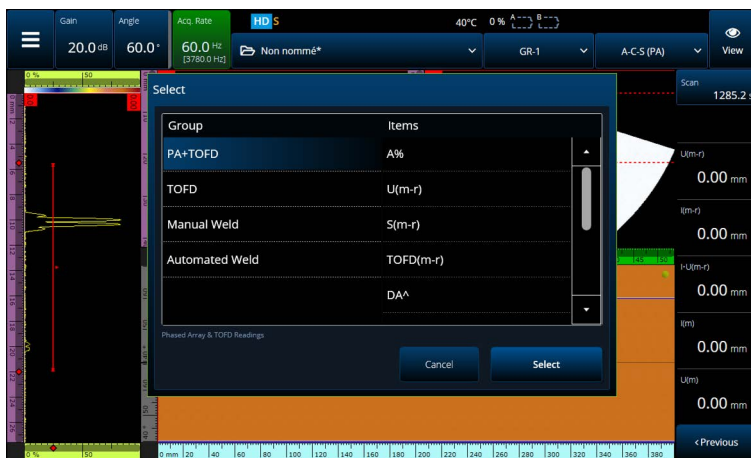 Gain
20.0 dB
Angle
60.0 °
Acq. Rate
60.0 Hz
[3780.0 Hz]
HD S
40°C
0 %
A
B
Non nommé*
GR-1
A-C-S (PA)
View
0 %
50
Select
Group
Items
PA+TOFD
A%
TOFD
U(m-r)
Manual Weld
S(m-r)
Automated Weld
TOFD(m-r)
DA^
Phased Array & TOFD Readings
Cancel
Select
Scan
1285.2 s
U(m-r)
0.00 mm
I(m-r)
0.00 mm
I-U(m-r)
0.00 mm
I(m)
0.00 mm
U(m)
0.00 mm
< Previous
0 %
50
0 mm 20 40 60 80 100 120 140 160 180 200 220 240 260 280 300 320 340 360 380